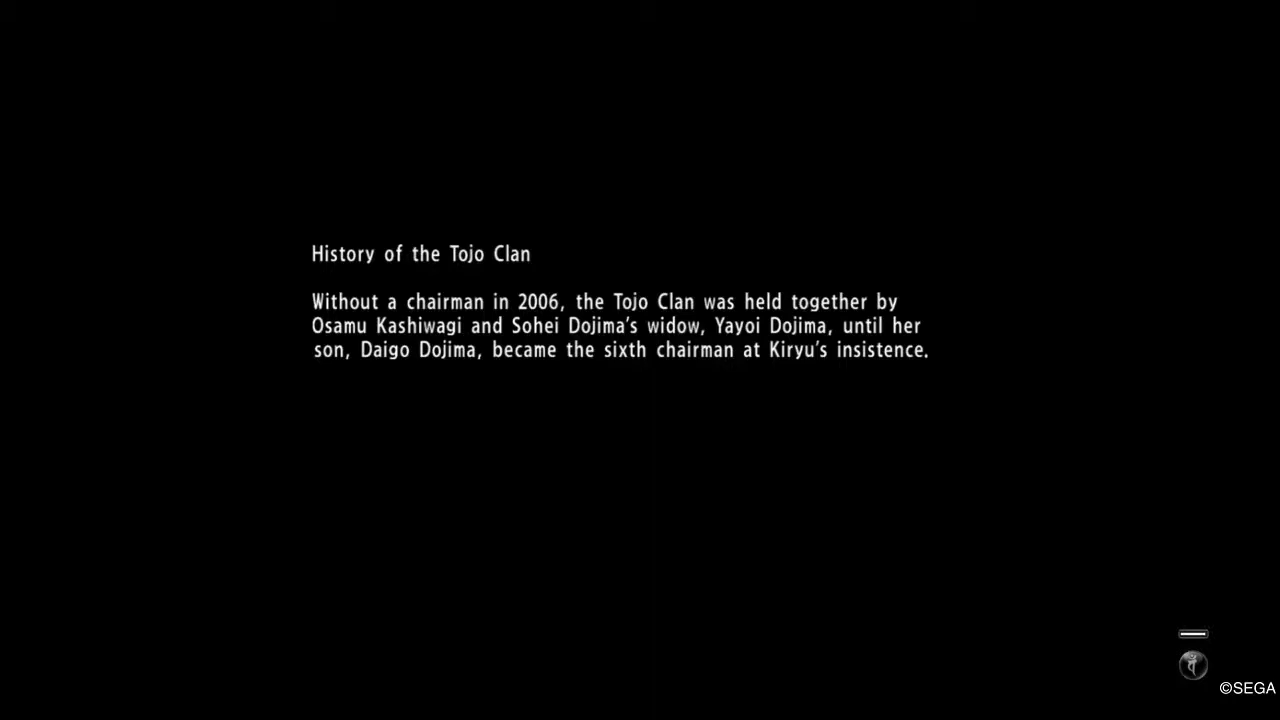 History of the Tojo Clan
Without a chairman in 2006, the Tojo Clan was held together by
Osamu Kashiwagi and Sohei Dojima's widow, Yayoi Dojima, until her
son, Daigo Dojima, became the sixth chairman at Kiryu's insistence.
©SEGA